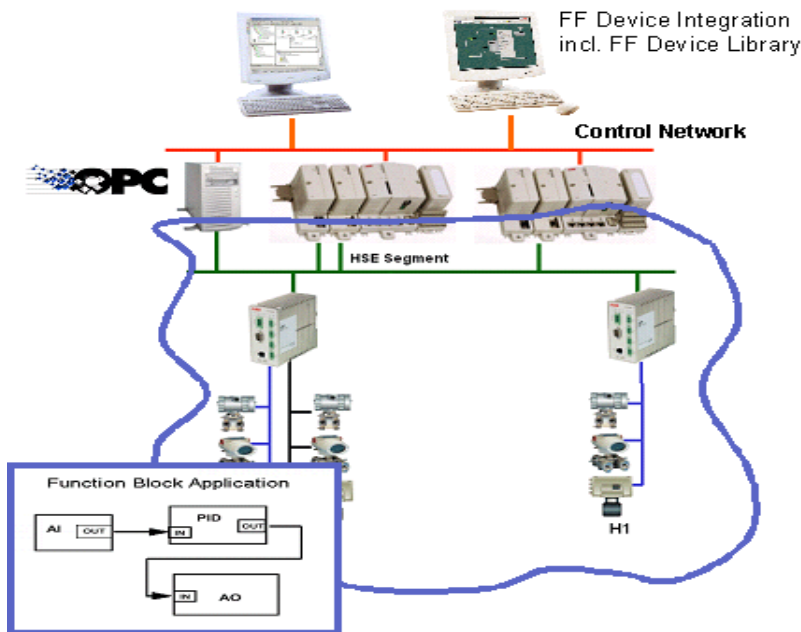 FF Device Integration
incl. FF Device Library
Control Network
OPC
HSE Segment
Function Block Application
AI
OUT
IN
PID
OUT
IN
AO
H1